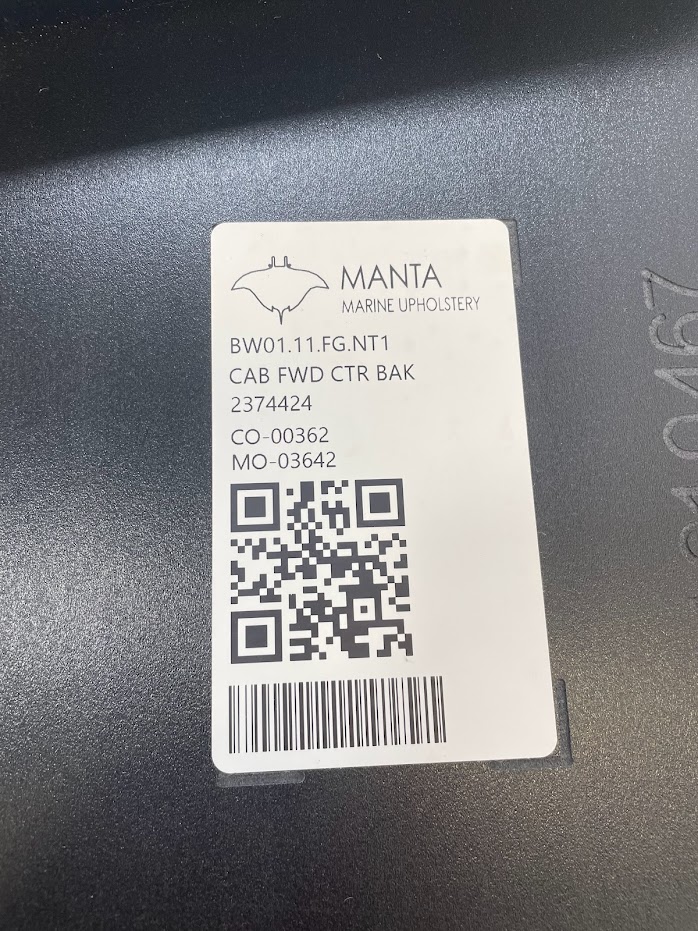 MANTA
MARINE UPHOLSTERY
BW01.11.FG.NT1
CAB FWD CTR BAK
2374424
CO-00362
MO-03642